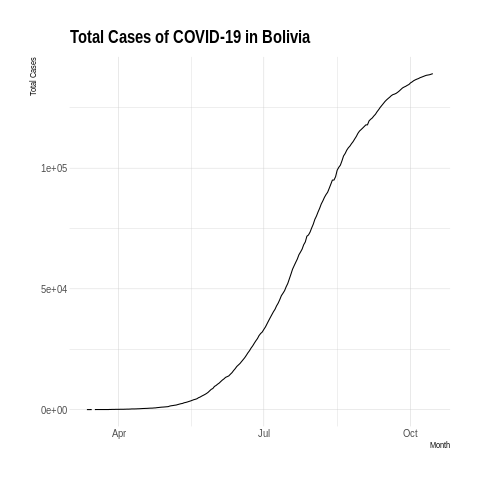 Total Cases of COVID-19 in Bolivia
Total Cases
1e+05
5e+04
0e+00
Apr Jul Oct
Month